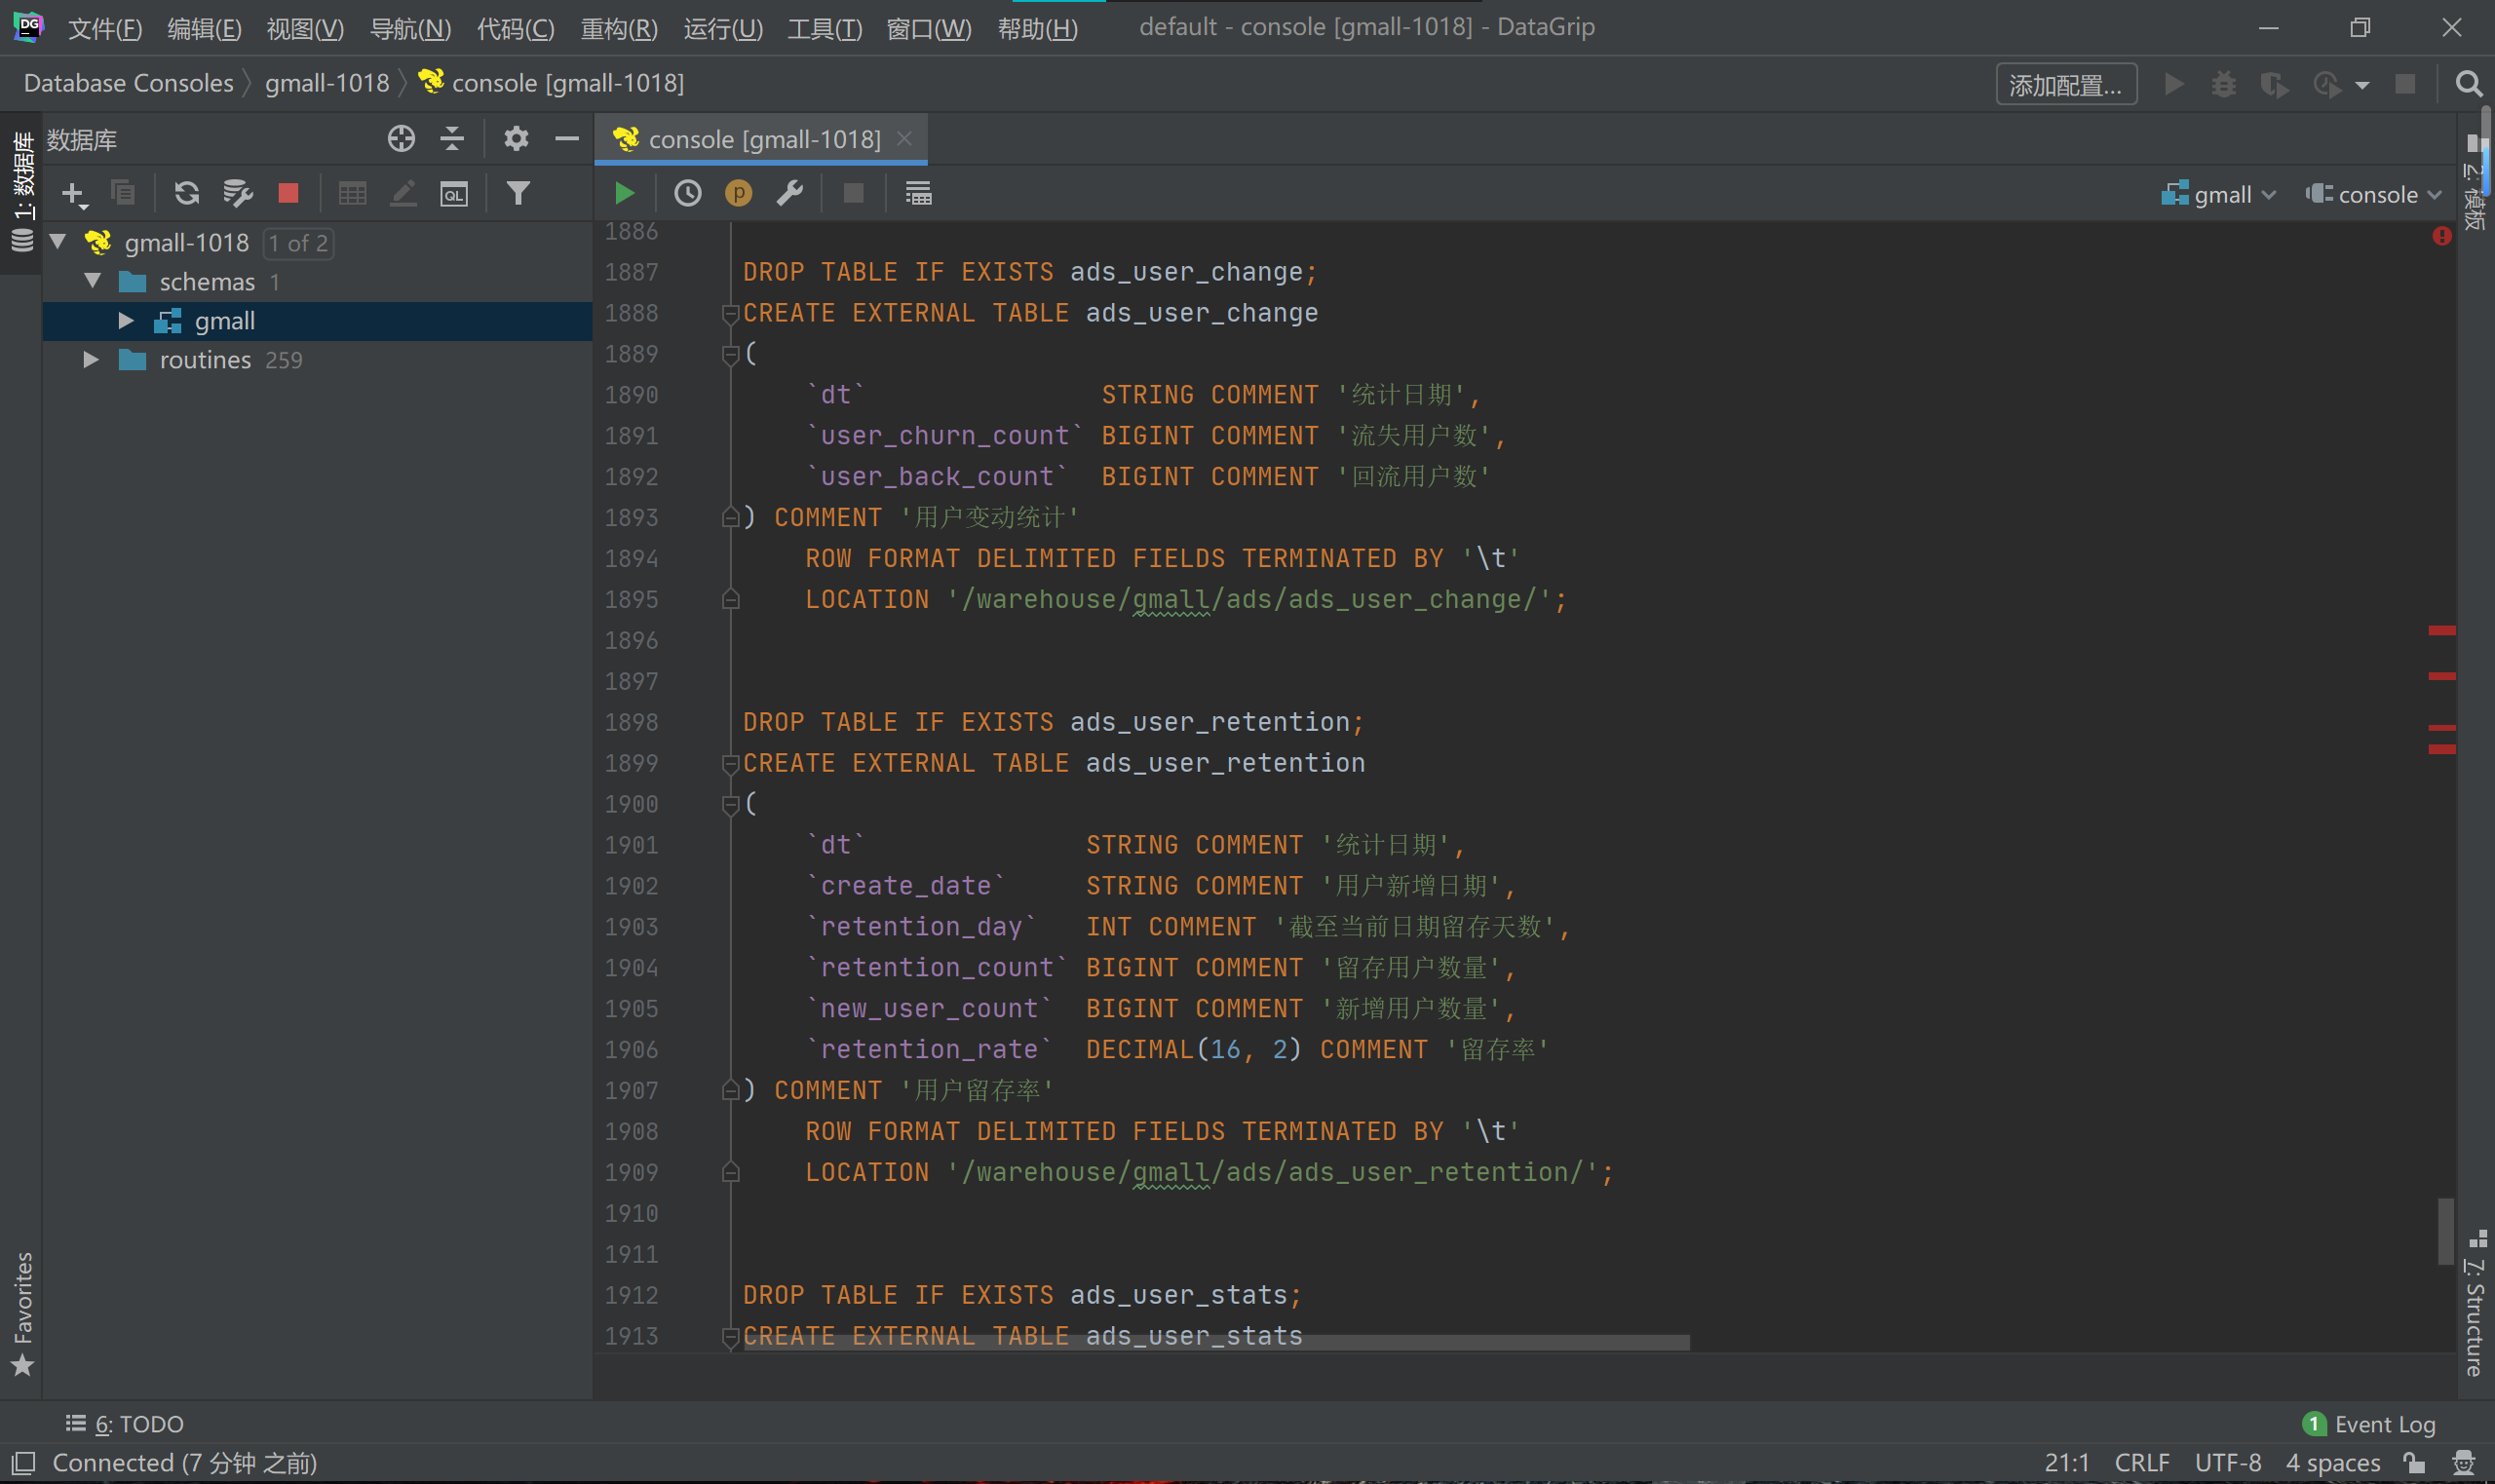 DG 文件(F) 编辑(E) 视图(V) 导航(N) 代码(C) 重构(R) 运行(U) 工具(T) 窗口(W) 帮助(H) default - console [gmall-1018] - DataGrip
Database Consoles gmall-1018 console [gmall-1018] 添加配置...
1: 数据库
数据库
console [gmall-1018]
QL
p
gmall
console
2: 模板
gmall-1018 1 of 2
schemas 1
gmall
routines 259
1886
1887 DROP TABLE IF EXISTS ads_user_change;
1888 CREATE EXTERNAL TABLE ads_user_change
1889 (
1890 `dt` STRING COMMENT '统计日期',
1891 `user_churn_count` BIGINT COMMENT '流失用户数',
1892 `user_back_count` BIGINT COMMENT '回流用户数'
1893 ) COMMENT '用户变动统计'
1894 ROW FORMAT DELIMITED FIELDS TERMINATED BY '\t'
1895 LOCATION '/warehouse/gmall/ads/ads_user_change/';
1896
1897
1898 DROP TABLE IF EXISTS ads_user_retention;
1899 CREATE EXTERNAL TABLE ads_user_retention
1900 (
1901 `dt` STRING COMMENT '统计日期',
1902 `create_date` STRING COMMENT '用户新增日期',
1903 `retention_day` INT COMMENT '截至当前日期留存天数',
1904 `retention_count` BIGINT COMMENT '留存用户数量',
1905 `new_user_count` BIGINT COMMENT '新增用户数量',
1906 `retention_rate` DECIMAL(16, 2) COMMENT '留存率'
1907 ) COMMENT '用户留存率'
1908 ROW FORMAT DELIMITED FIELDS TERMINATED BY '\t'
1909 LOCATION '/warehouse/gmall/ads/ads_user_retention/';
1910
1911
1912 DROP TABLE IF EXISTS ads_user_stats;
1913 CREATE EXTERNAL TABLE ads_user_stats
Favorites
7: Structure
6: TODO
1 Event Log
Connected (7 分钟 之前)
21:1 CRLF UTF-8 4 spaces